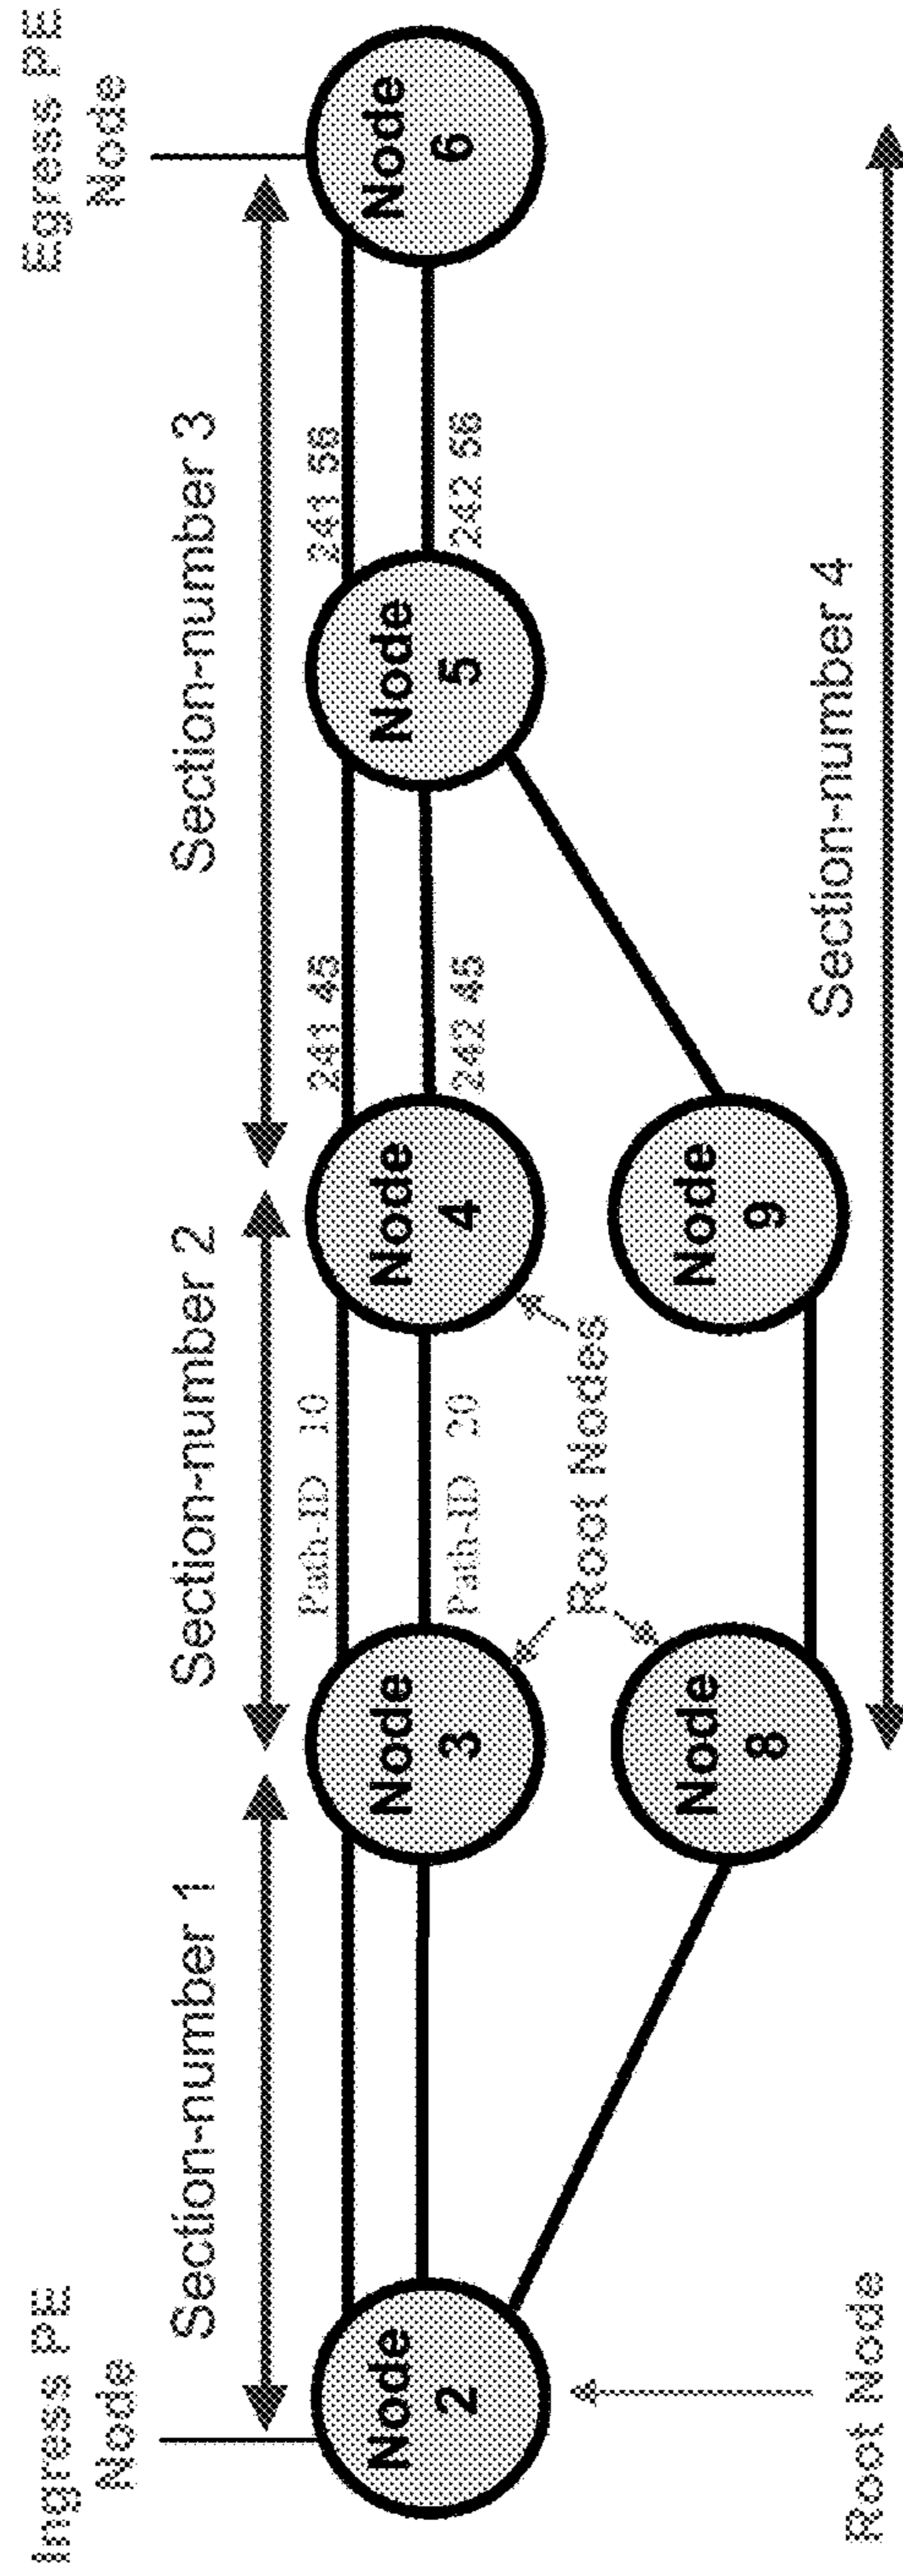 Ingress PE
Node
Egress PE
Node
Section-number 1
Section-number 2
Section-number 3
Path-ID 10
241 45
241 56
Node
2
Node
3
Node
4
Node
5
Node
6
Path-ID 20
242 45
242 56
Root Nodes
Node
8
Node
9
Section-number 4
Root Node